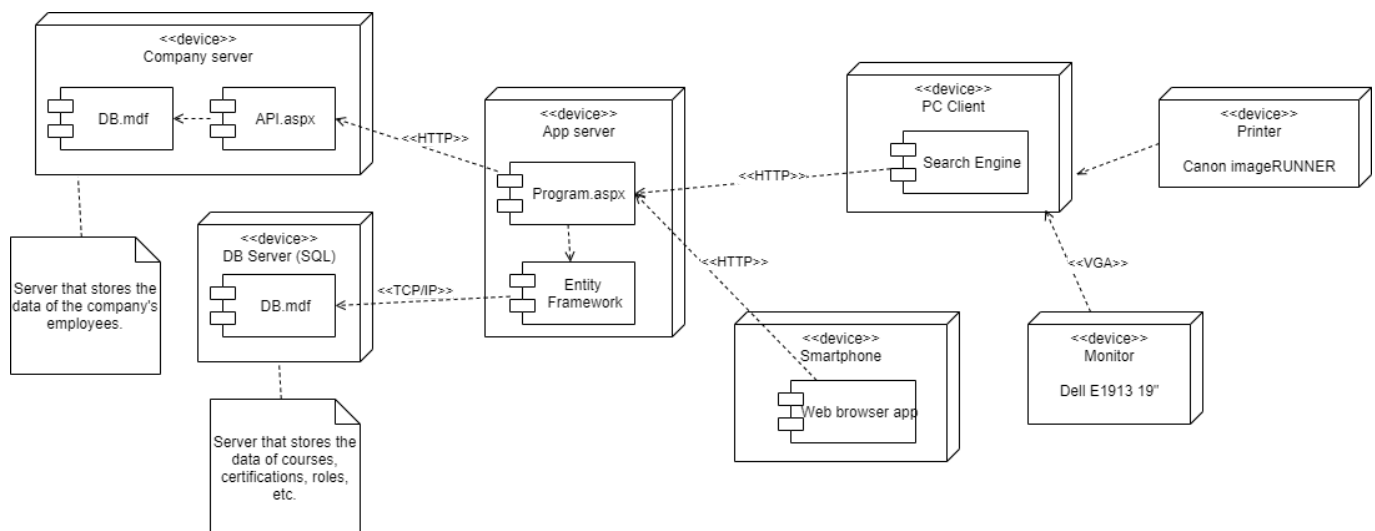 <<device>>
Company server
DB.mdf
API.aspx
<<HTTP>>
Server that stores the
data of the company's
employees.
<<device>>
DB Server (SQL)
DB.mdf
<<TCP/IP>>
Server that stores the
data of courses,
certifications, roles,
etc.
<<device>>
App server
Program.aspx
Entity
Framework
<<HTTP>>
<<HTTP>>
<<device>>
PC Client
Search Engine
<<device>>
Printer
Canon imageRUNNER
<<VGA>>
<<device>>
Smartphone
Web browser app
<<device>>
Monitor
Dell E1913 19"